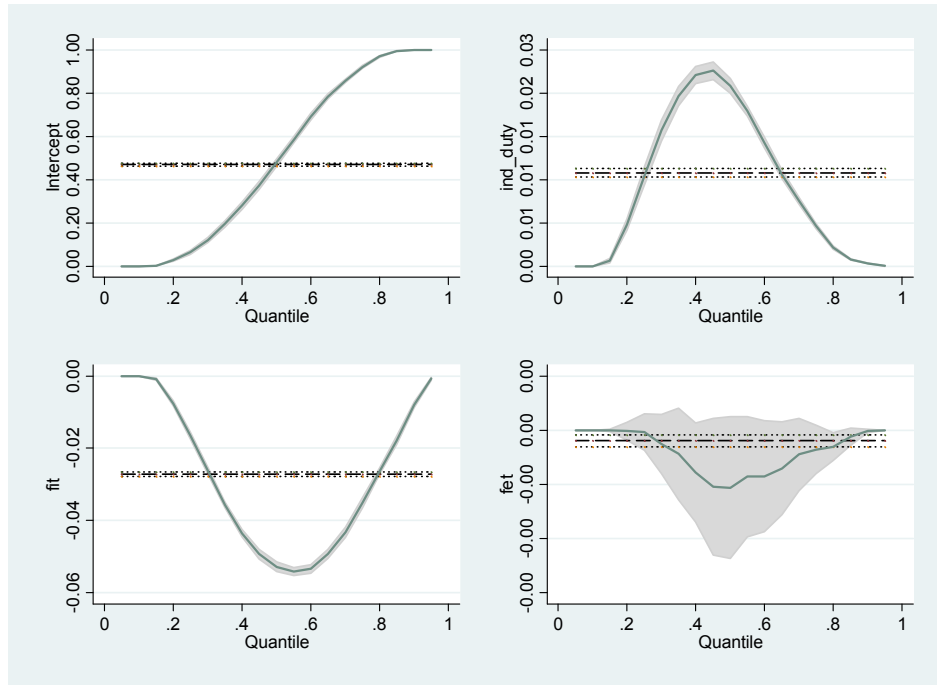 Intercept
1.00
0.80
0.60
0.40
0.20
0.00
0 .2 .4 .6 .8 1
Quantile
ind_duty
0.03
0.02
0.01
0.01
0.01
0.00
0 .2 .4 .6 .8 1
Quantile
fit
0.00
-0.02
-0.04
-0.06
0 .2 .4 .6 .8 1
Quantile
fet
0.00
0.00
-0.00
-0.00
-0.00
0 .2 .4 .6 .8 1
Quantile